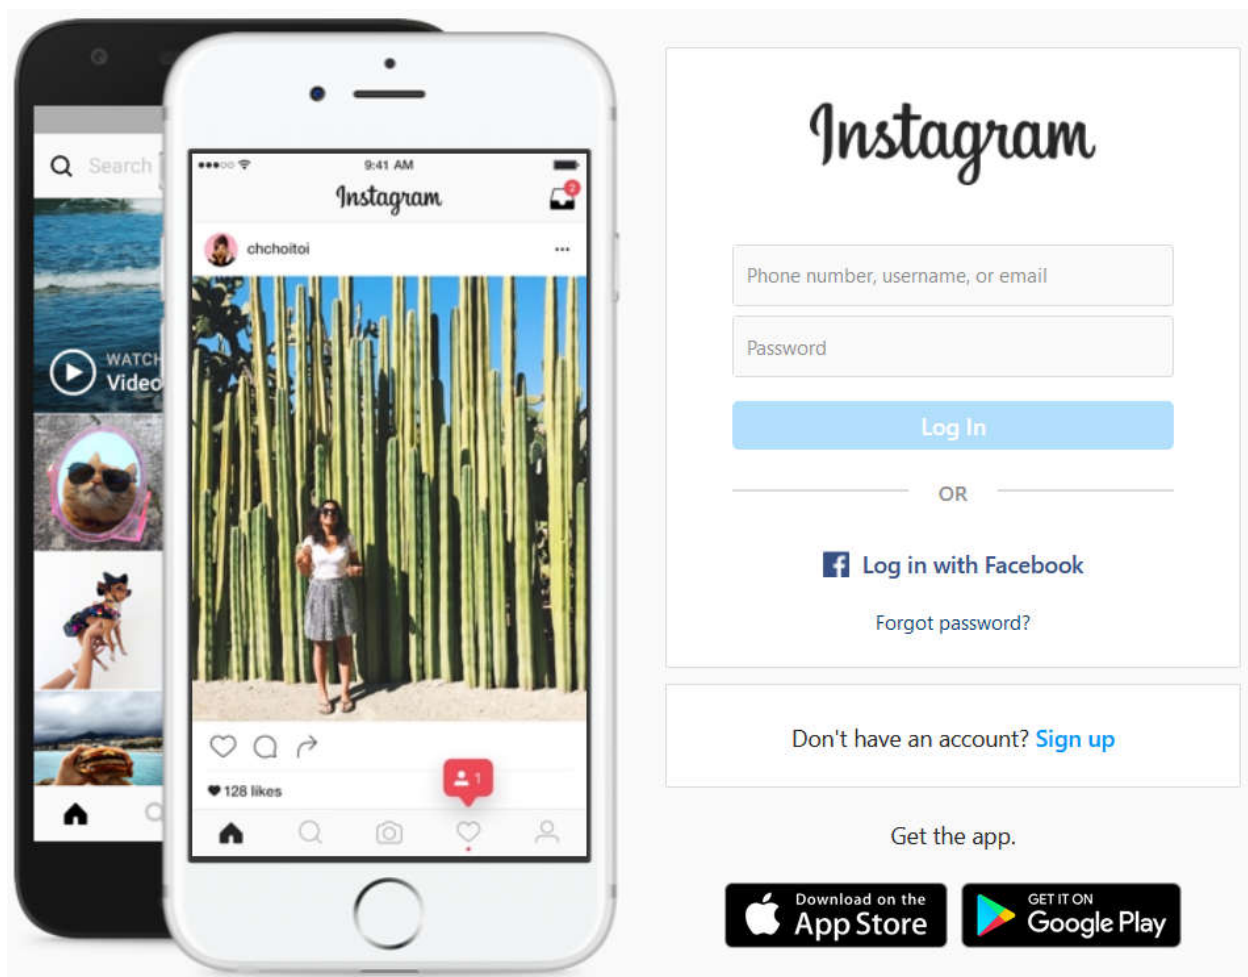 Search
WATCH
Video
9:41 AM
Instagram
2
chchoitoi
128 likes
1
Instagram
Phone number, username, or email
Password
Log In
OR
Log in with Facebook
Forgot password?
Don't have an account? Sign up
Get the app.
Download on the
App Store
GET IT ON
Google Play